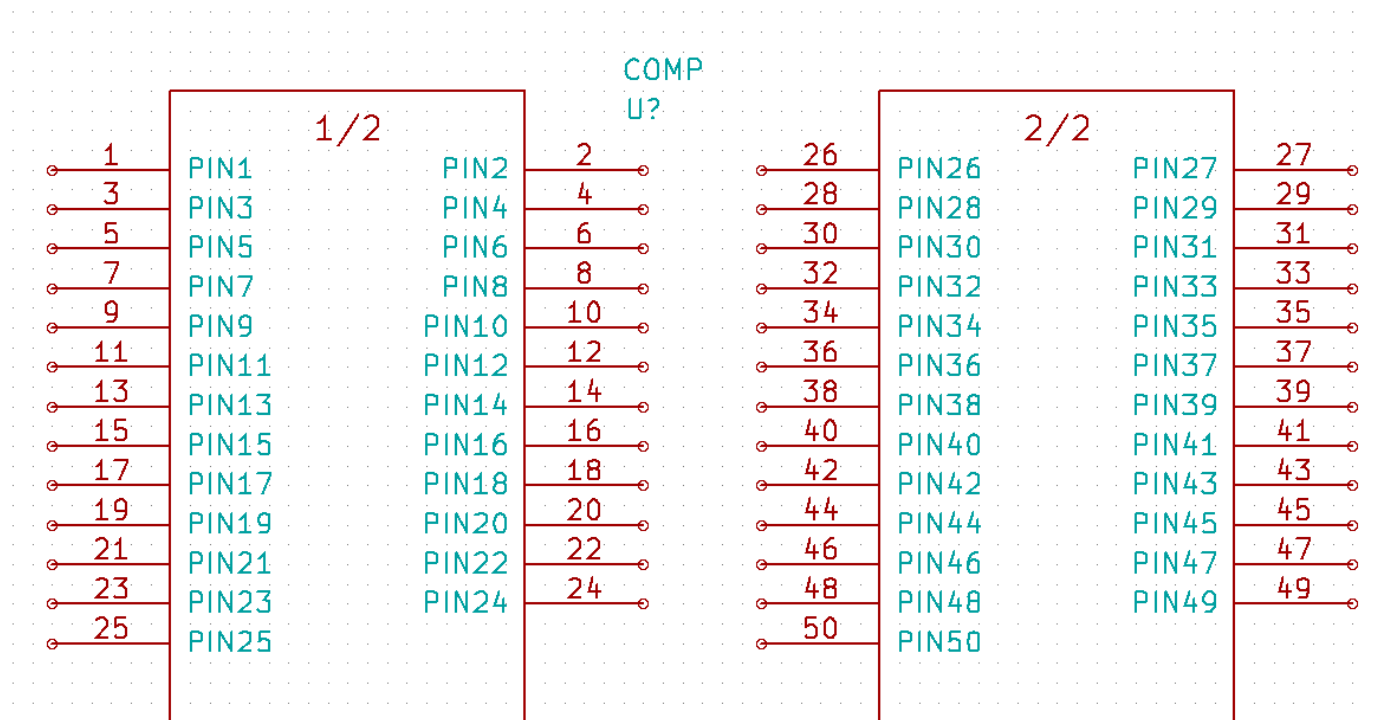 COMP
U?
1/2
1 PIN1 PIN2 2
3 PIN3 PIN4 4
5 PIN5 PIN6 6
7 PIN7 PIN8 8
9 PIN9 PIN10 10
11 PIN11 PIN12 12
13 PIN13 PIN14 14
15 PIN15 PIN16 16
17 PIN17 PIN18 18
19 PIN19 PIN20 20
21 PIN21 PIN22 22
23 PIN23 PIN24 24
25 PIN25
2/2
26 PIN26 PIN27 27
28 PIN28 PIN29 29
30 PIN30 PIN31 31
32 PIN32 PIN33 33
34 PIN34 PIN35 35
36 PIN36 PIN37 37
38 PIN38 PIN39 39
40 PIN40 PIN41 41
42 PIN42 PIN43 43
44 PIN44 PIN45 45
46 PIN46 PIN47 47
48 PIN48 PIN49 49
50 PIN50